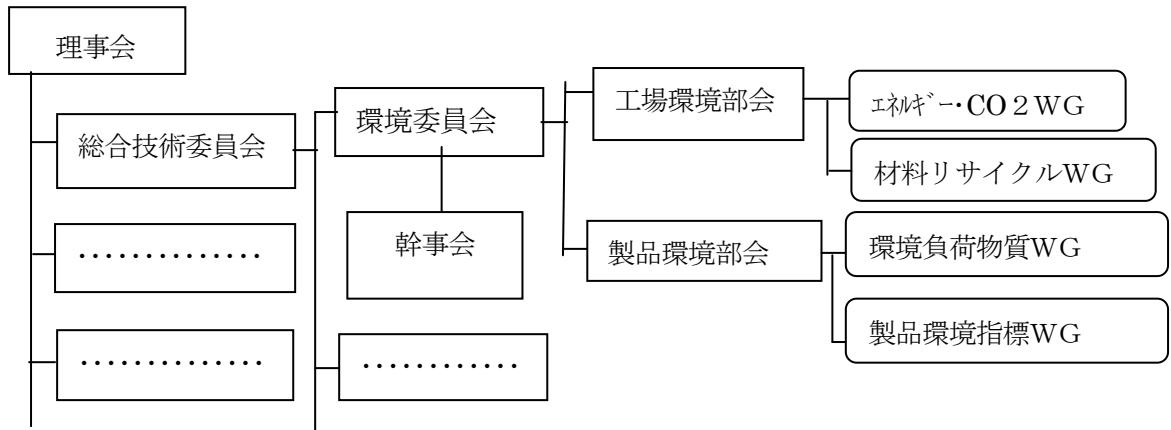 理事会
総合技術委員会
‥‥‥‥‥‥‥
‥‥‥‥‥‥‥
環境委員会
幹事会
‥‥‥‥‥‥
工場環境部会
製品環境部会
ｴﾈﾙｷﾞｰ・CO２WG
材料リサイクルWG
環境負荷物質WG
製品環境指標WG